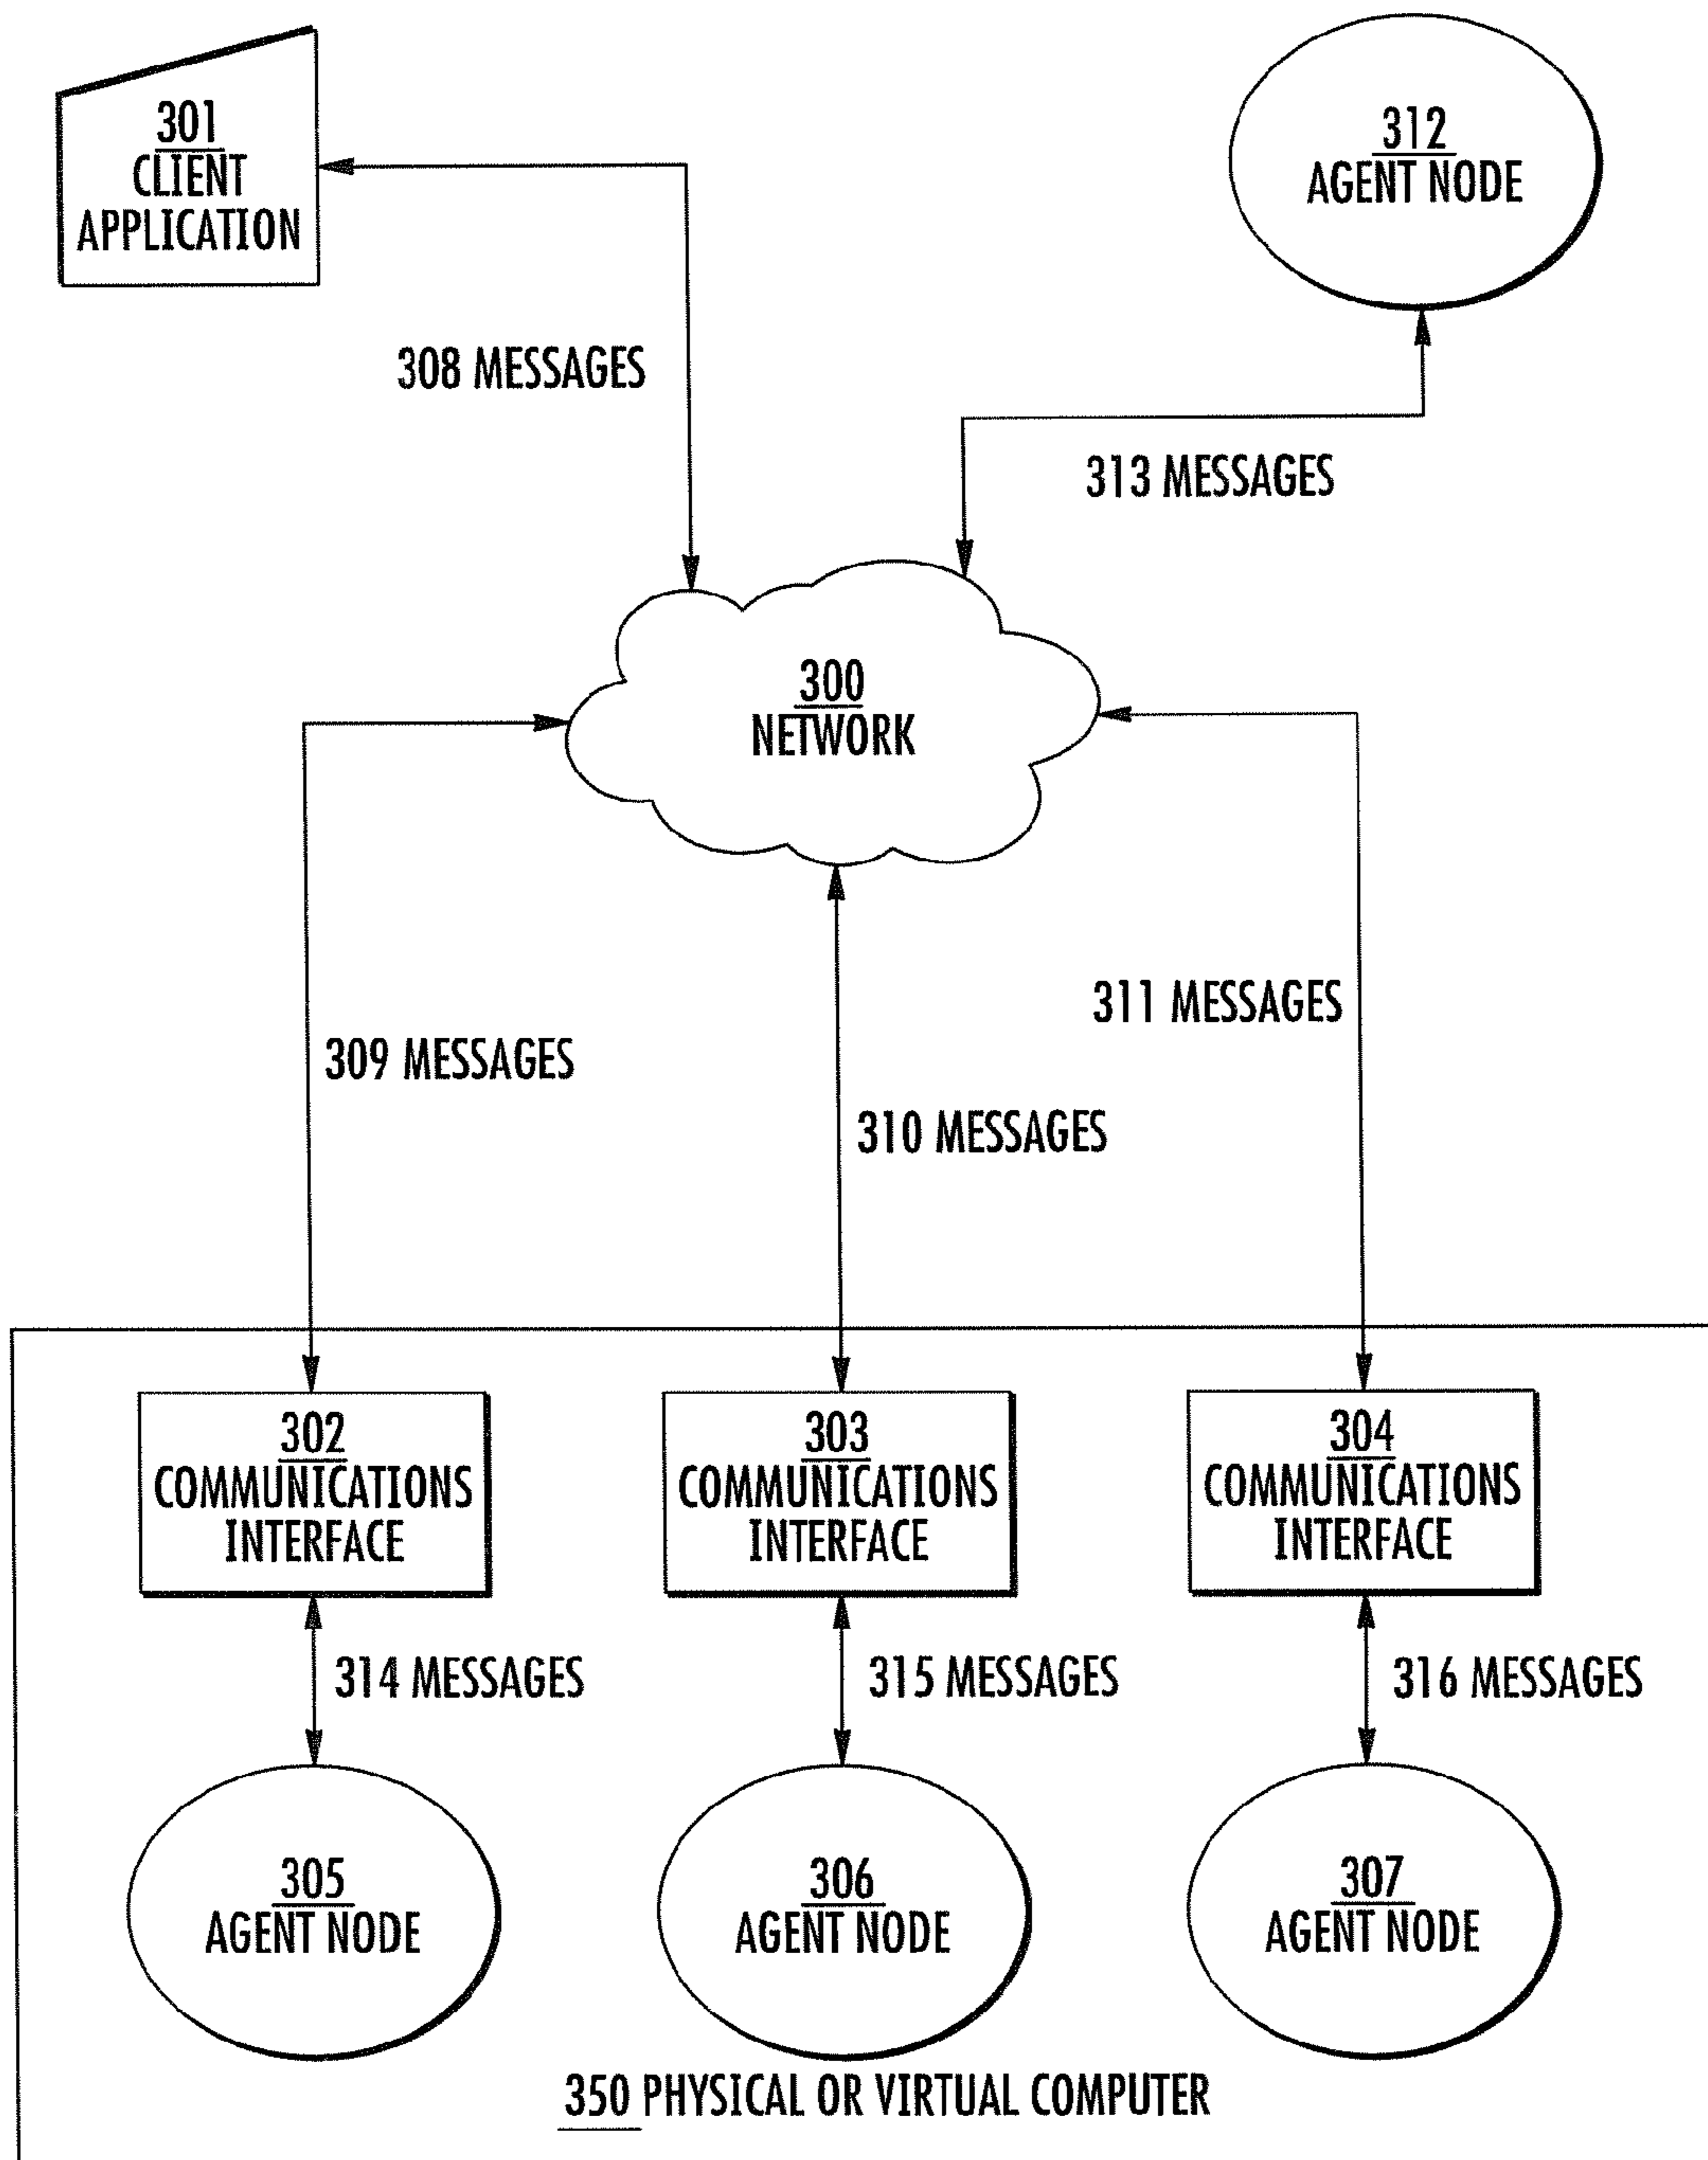 301
CLIENT
APPLICATION
312
AGENT NODE
308 MESSAGES
313 MESSAGES
300
NETWORK
311 MESSAGES
309 MESSAGES
310 MESSAGES
302
COMMUNICATIONS
INTERFACE
303
COMMUNICATIONS
INTERFACE
304
COMMUNICATIONS
INTERFACE
314 MESSAGES
315 MESSAGES
316 MESSAGES
305
AGENT NODE
306
AGENT NODE
307
AGENT NODE
350 PHYSICAL OR VIRTUAL COMPUTER